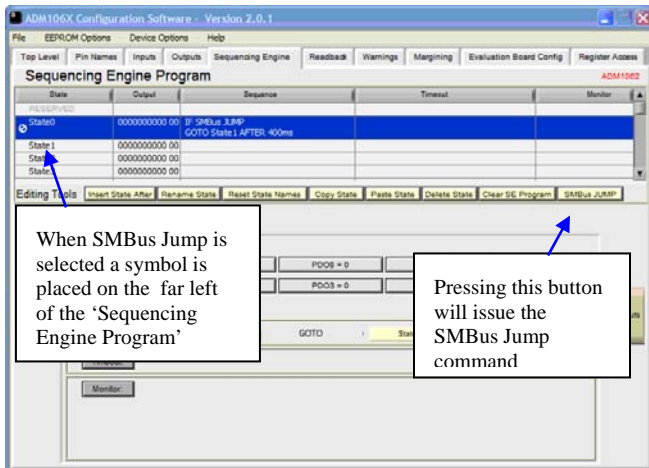 ADM106X Configuration Software - Version 2.0.1
File EEPROM Options Device Options Help
Top Level Pin Names Inputs Outputs Sequencing Engine Readback Warnings Margining Evaluation Board Config Register Access
Sequencing Engine Program ADM1062
State Output Sequence Timeout Monitor
RESERVED
State0 0000000000 00 IF SMBus JUMP
GOTO State1 AFTER 400ms
State1 0000000000 00
0000000000 00
0000000000 00
Editing Tools Insert State After Rename State Reset State Names Copy State Paste State Delete State Clear SE Program SMBus JUMP
When SMBus Jump is
selected a symbol is
placed on the far left
of the ‘Sequencing
Engine Program’
PDO8 = 0
PDO3 = 0
GOTO
Pressing this button
will issue the
SMBus Jump
command
Monitor: